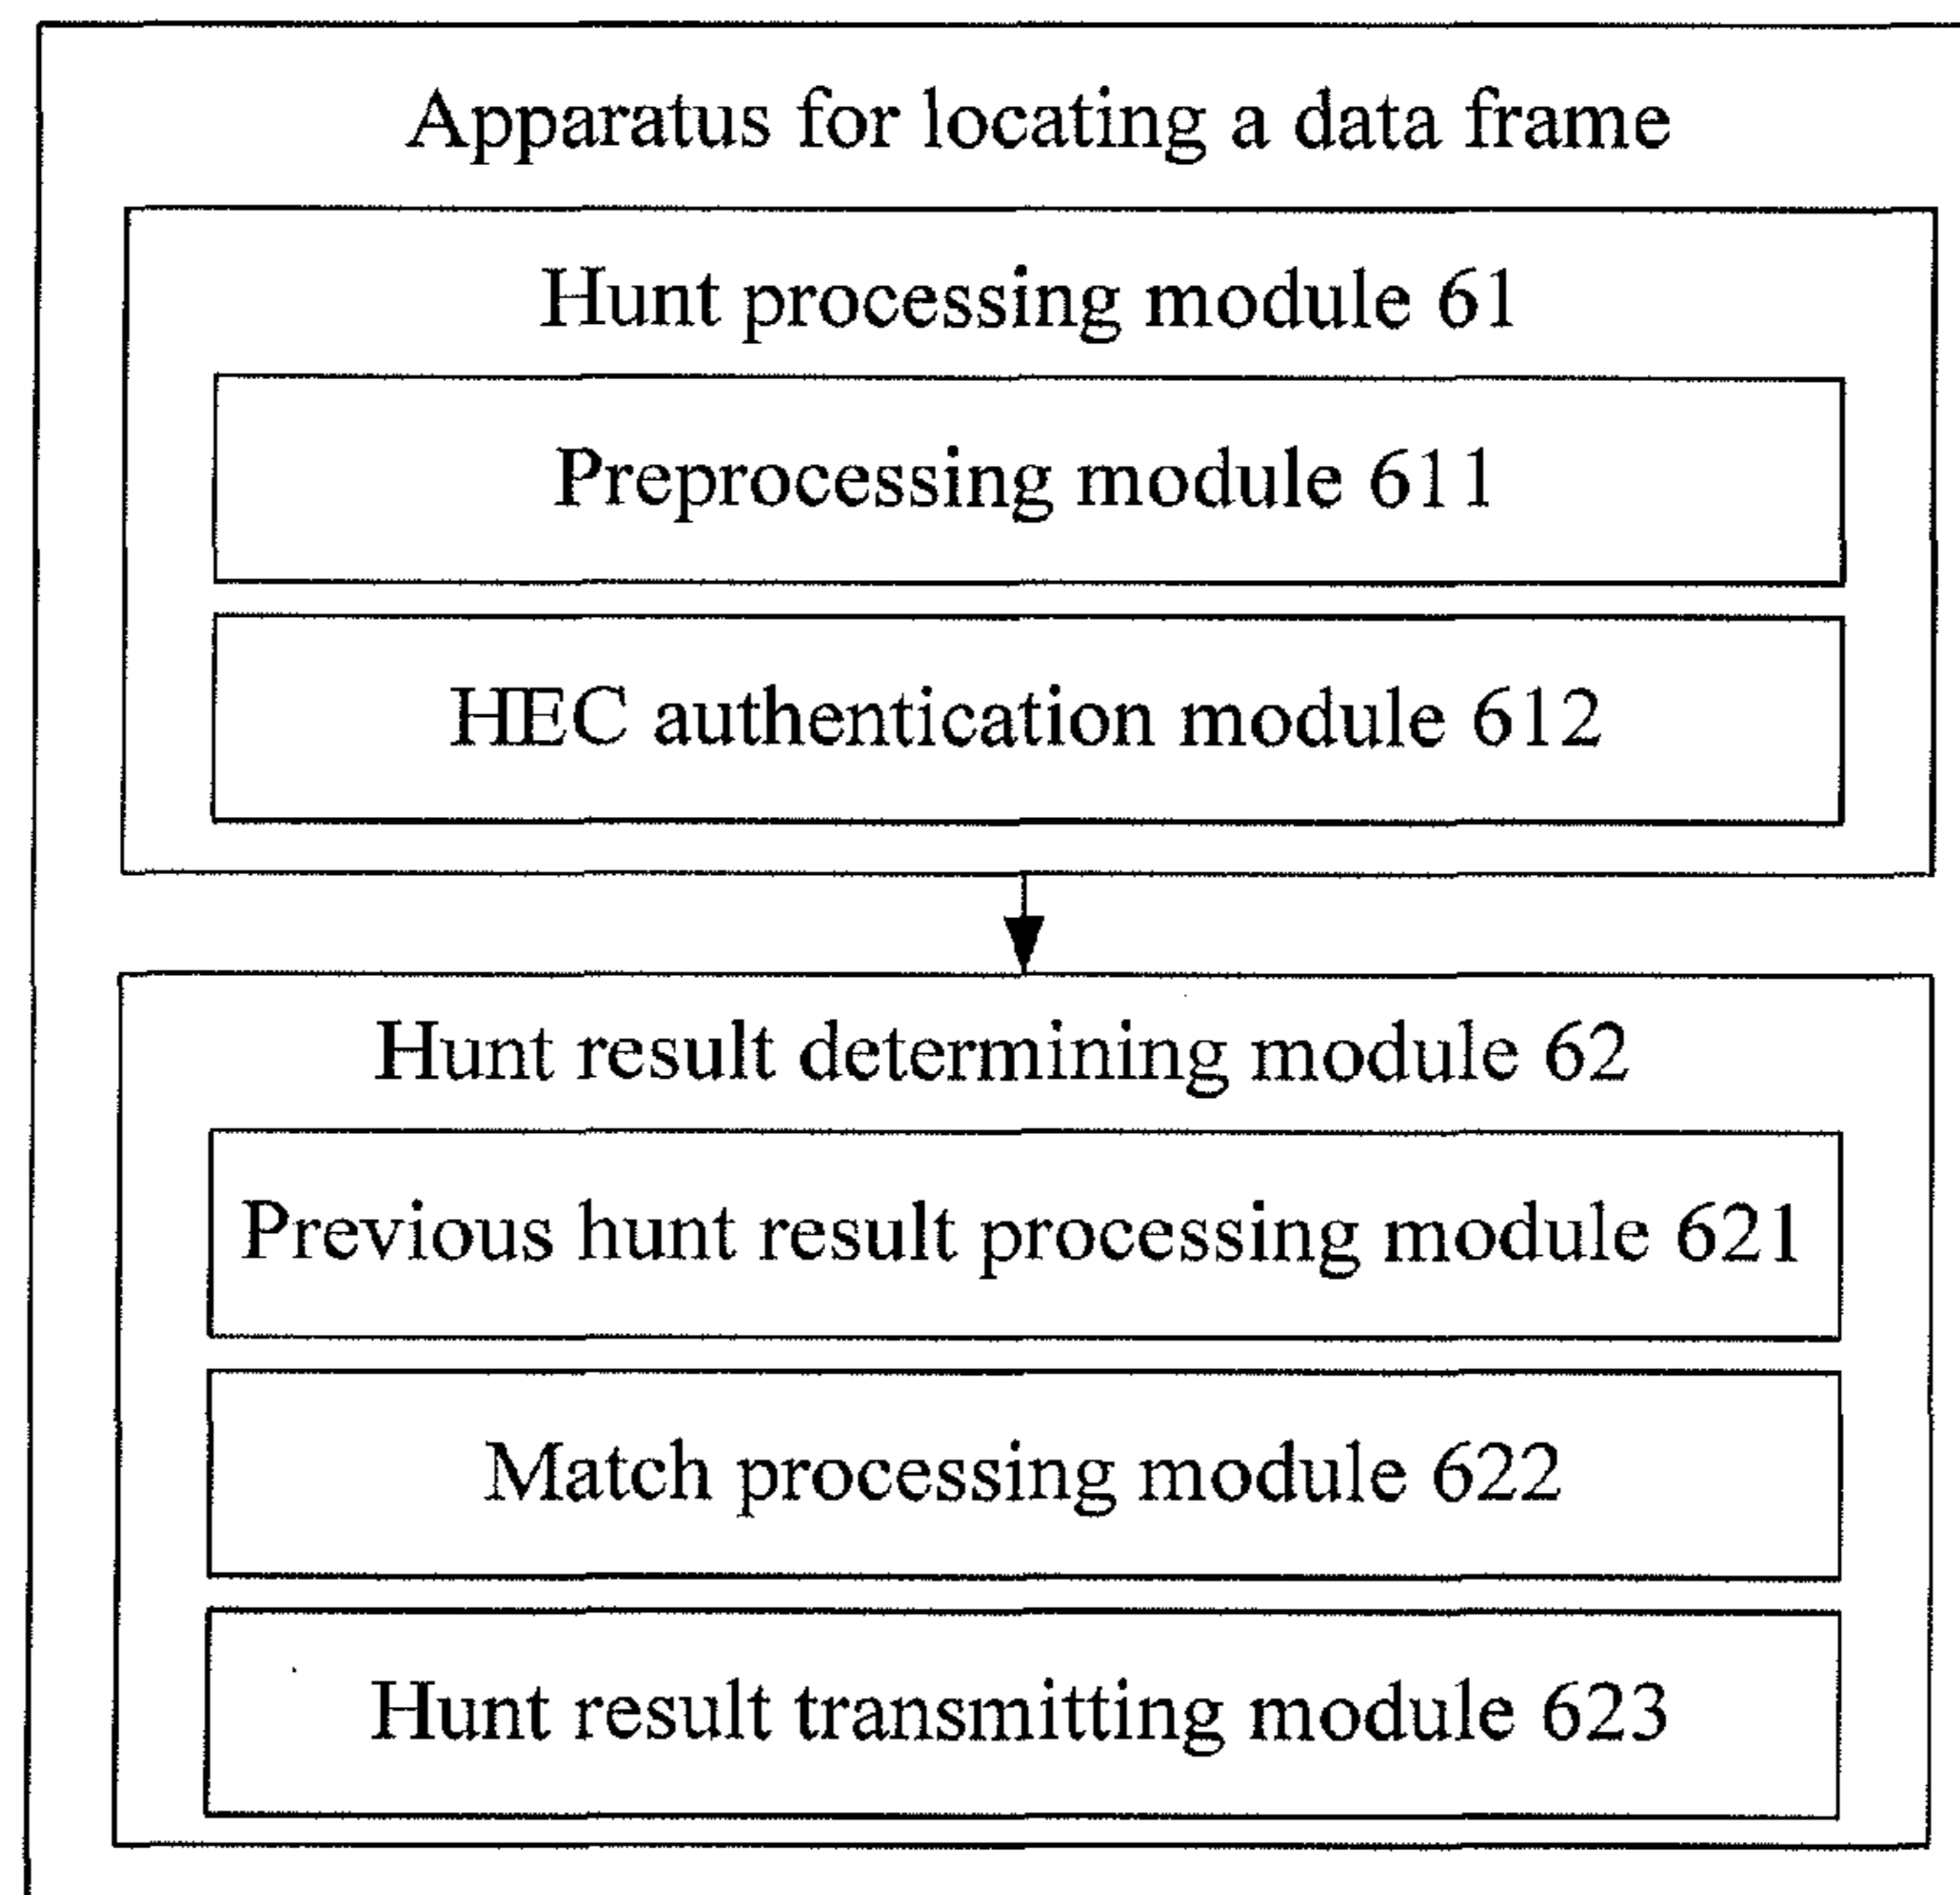 Apparatus for locating a data frame
Hunt processing module 61
Preprocessing module 611
HEC authentication module 612
Hunt result determining module 62
Previous hunt result processing module 621
Match processing module 622
Hunt result transmitting module 623